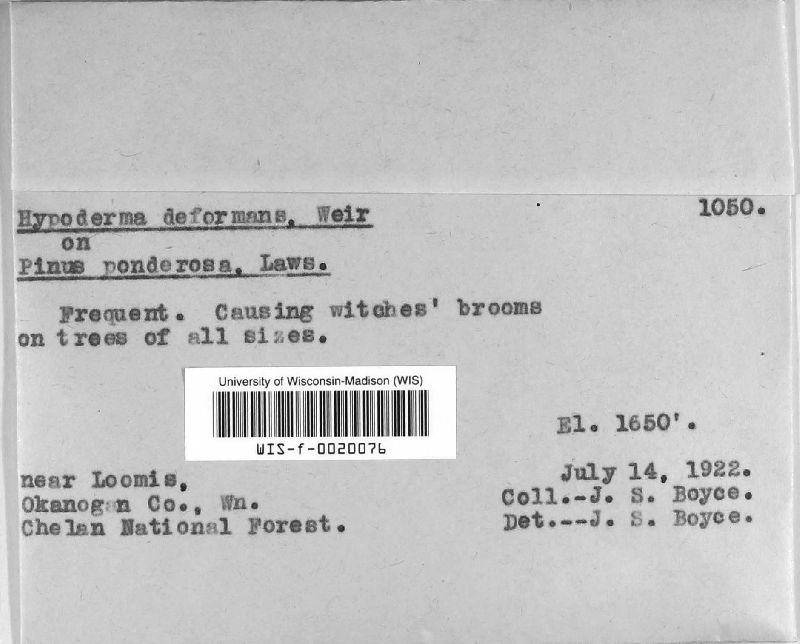 Hypoderma deformans, Weir 1050.
on
Pinus ponderosa, Laws.
Frequent. Causing witches' brooms
on trees of all sizes.
University of Wisconsin-Madison (WIS)
WIS-f-0020076
El. 1650'.
near Loomis, July 14, 1922.
Okanogan Co., Wn. Coll.-J. S. Boyce.
Chelan National Forest. Det.--J. S. Boyce.